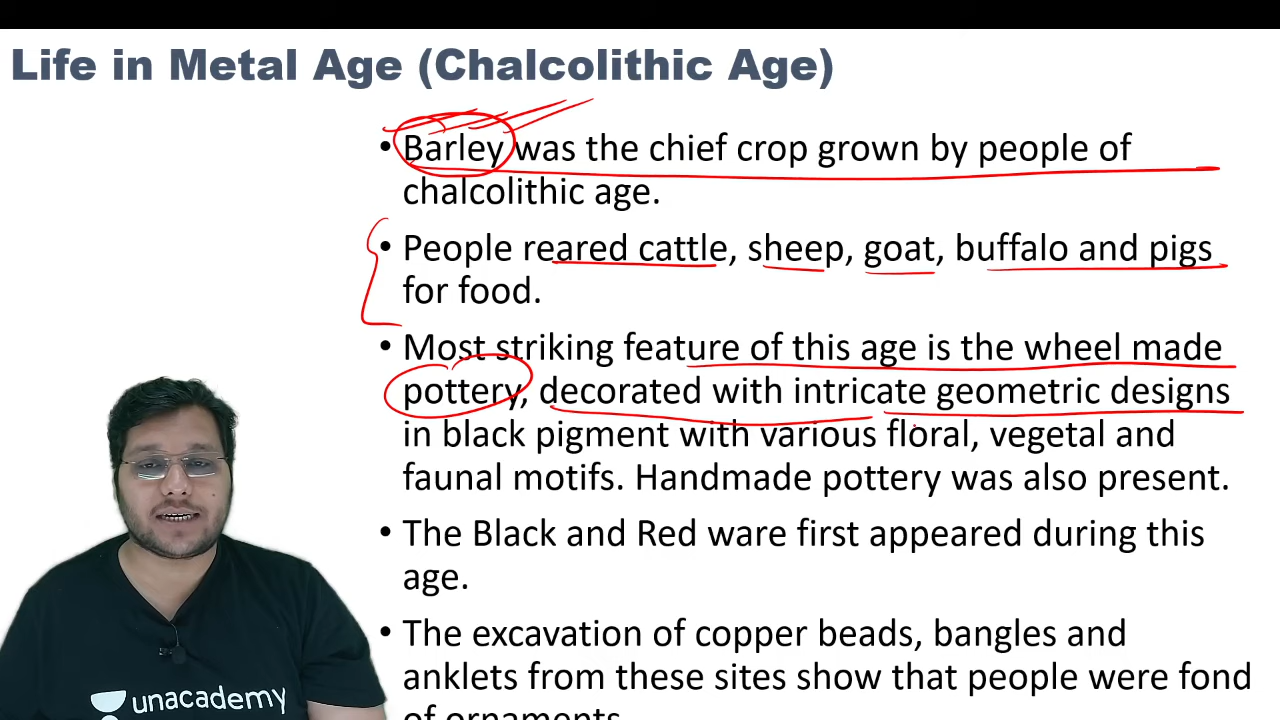 Life in Metal Age (Chalcolithic Age)
• Barley was the chief crop grown by people of
chalcolithic age.
• People reared cattle, sheep, goat, buffalo and pigs
for food.
• Most striking feature of this age is the wheel made
pottery, decorated with intricate geometric designs
in black pigment with various floral, vegetal and
faunal motifs. Handmade pottery was also present.
• The Black and Red ware first appeared during this
age.
• The excavation of copper beads, bangles and
anklets from these sites show that people were fond
of ornaments
unacademy